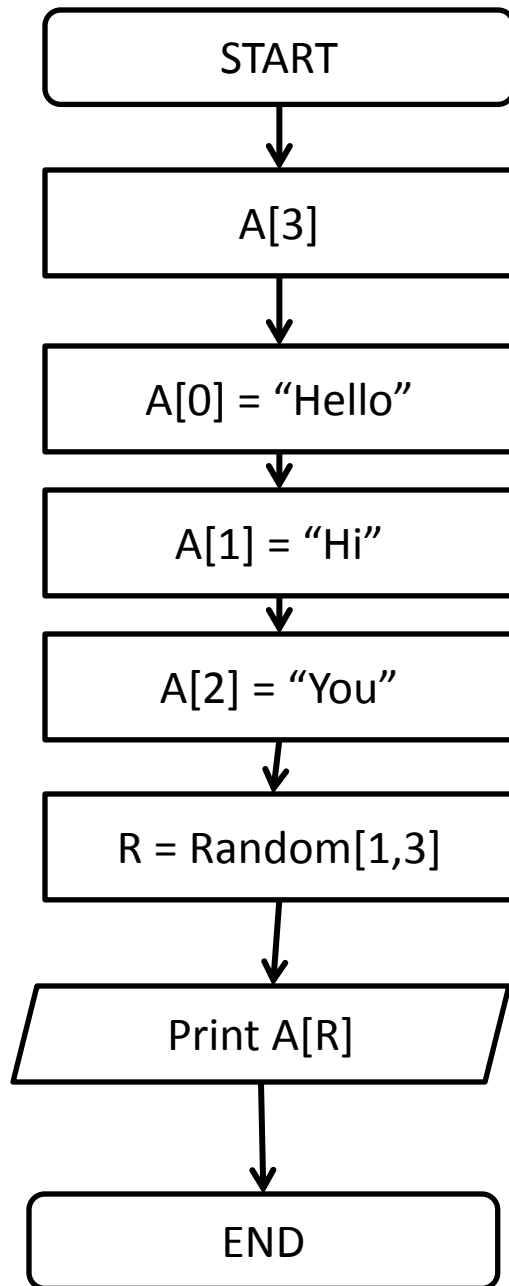 START
A[3]
A[0] = “Hello”
A[1] = “Hi”
A[2] = “You”
R = Random[1,3]
Print A[R]
END